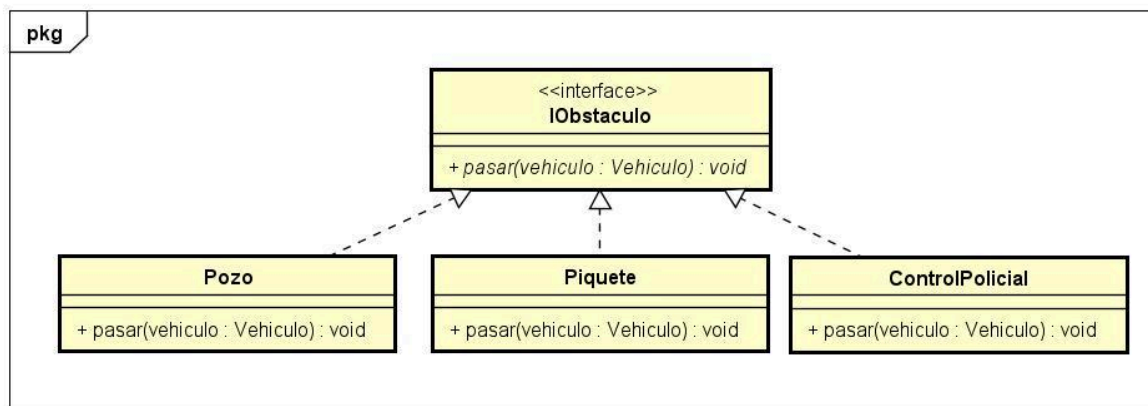 pkg
<<interface>>
IObstaculo
+ pasar(vehiculo : Vehiculo) : void
Pozo
+ pasar(vehiculo : Vehiculo) : void
Piquete
+ pasar(vehiculo : Vehiculo) : void
ControlPolicial
+ pasar(vehiculo : Vehiculo) : void